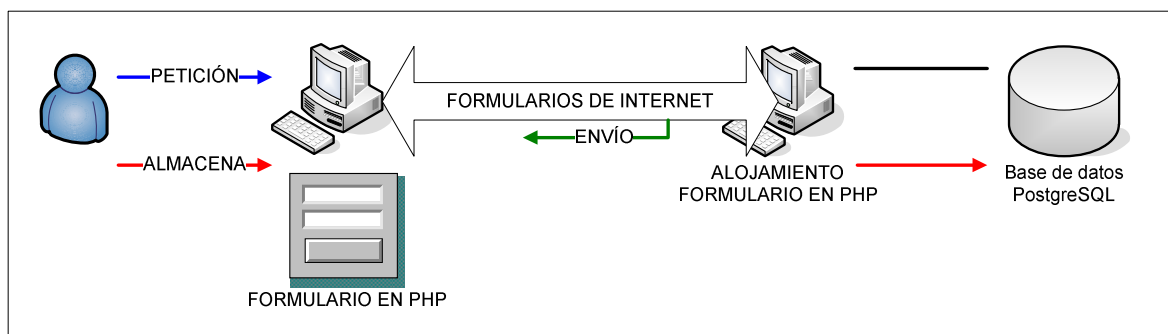 PETICIÓN
FORMULARIOS DE INTERNET
ENVÍO
ALMACENA
ALOJAMIENTO
FORMULARIO EN PHP
Base de datos
PostgreSQL
FORMULARIO EN PHP